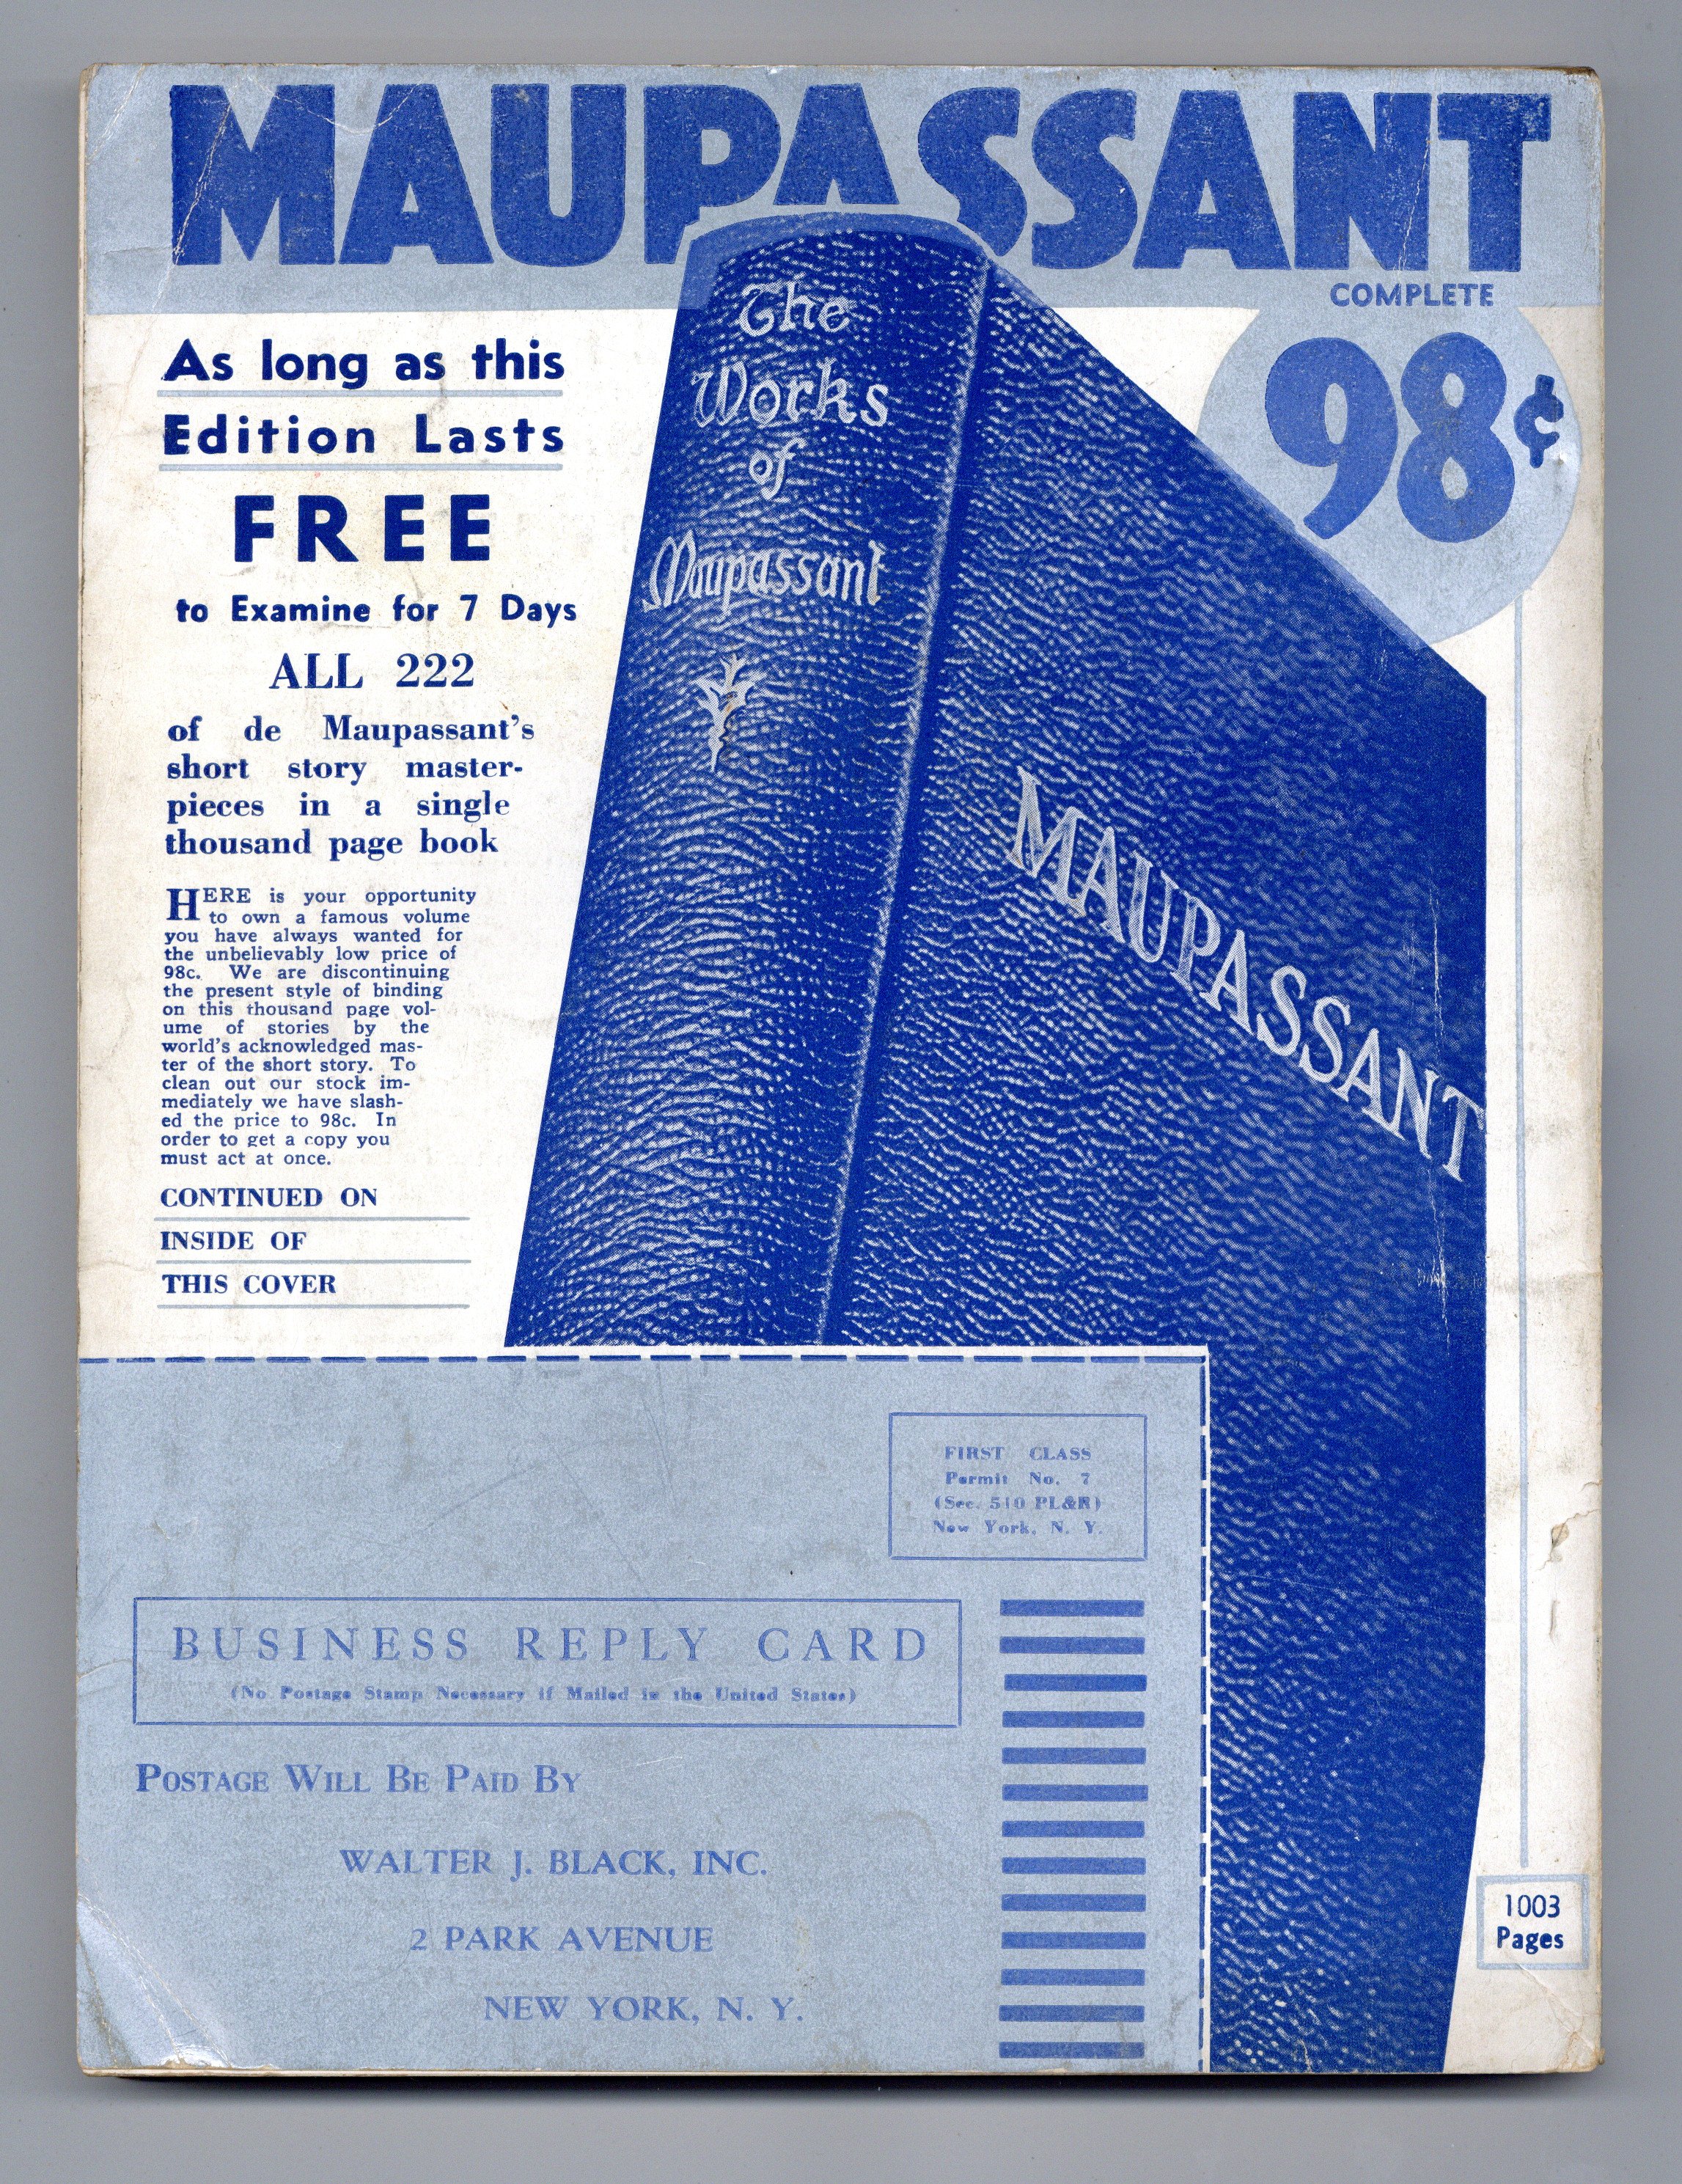 MAUPASSANT
COMPLETE
98¢
As long as this
Edition Lasts
FREE
to Examine for 7 Days
ALL 222
of de Maupassant's
short story master-
pieces in a single
thousand page book
HERE is your opportunity
to own a famous volume
you have always wanted for
the unbelievably low price of
98c. We are discontinuing
the present style of binding
on this thousand page vol-
ume of stories by the
world's acknowledged mas-
ter of the short story. To
clean out our stock im-
mediately we have slash-
ed the price to 98c. In
order to get a copy you
must act at once.
CONTINUED ON
INSIDE OF
THIS COVER
The
Works
of
Maupassant
MAUPASSANT
FIRST CLASS
Permit No. 7
(Sec. 510 PL&R)
New York, N. Y.
BUSINESS REPLY CARD
(No Postage Stamp Necessary if Mailed in the United States)
POSTAGE WILL BE PAID BY
WALTER J. BLACK, INC.
2 PARK AVENUE
NEW YORK, N. Y.
1003
Pages